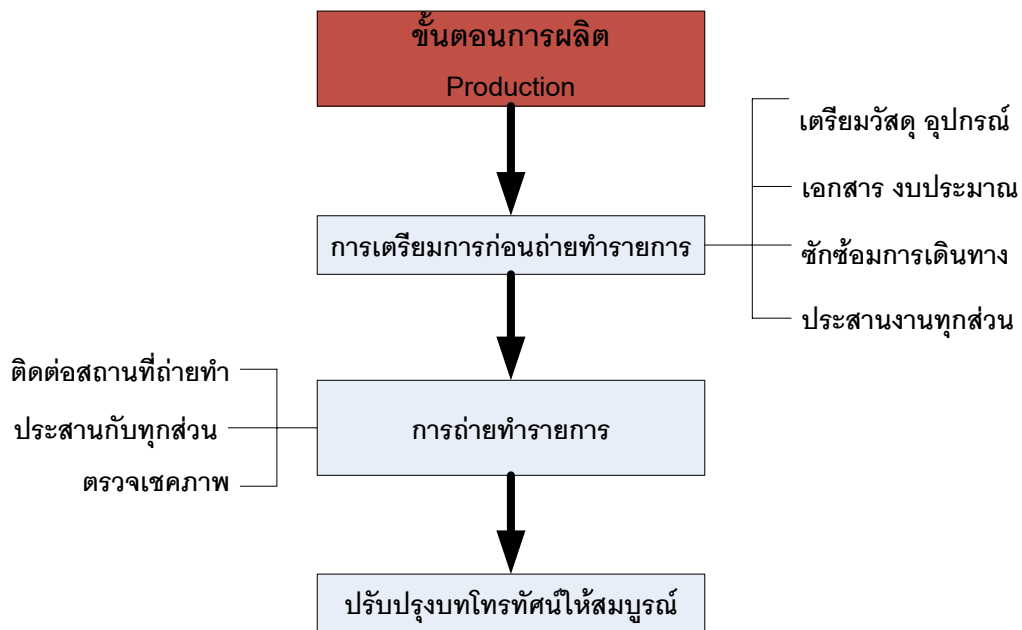 ขั้นตอนการผลิต
Production
เตรียมวัสดุ อุปกรณ์
เอกสาร งบประมาณ
การเตรียมการก่อนถ่ายทำรายการ
ซักซ้อมการเดินทาง
ประสานงานทุกส่วน
ติดต่อสถานที่ถ่ายทำ
ประสานกับทุกส่วน
การถ่ายทำรายการ
ตรวจเชคภาพ
ปรับปรุงบทโทรทัศน์ให้สมบูรณ์